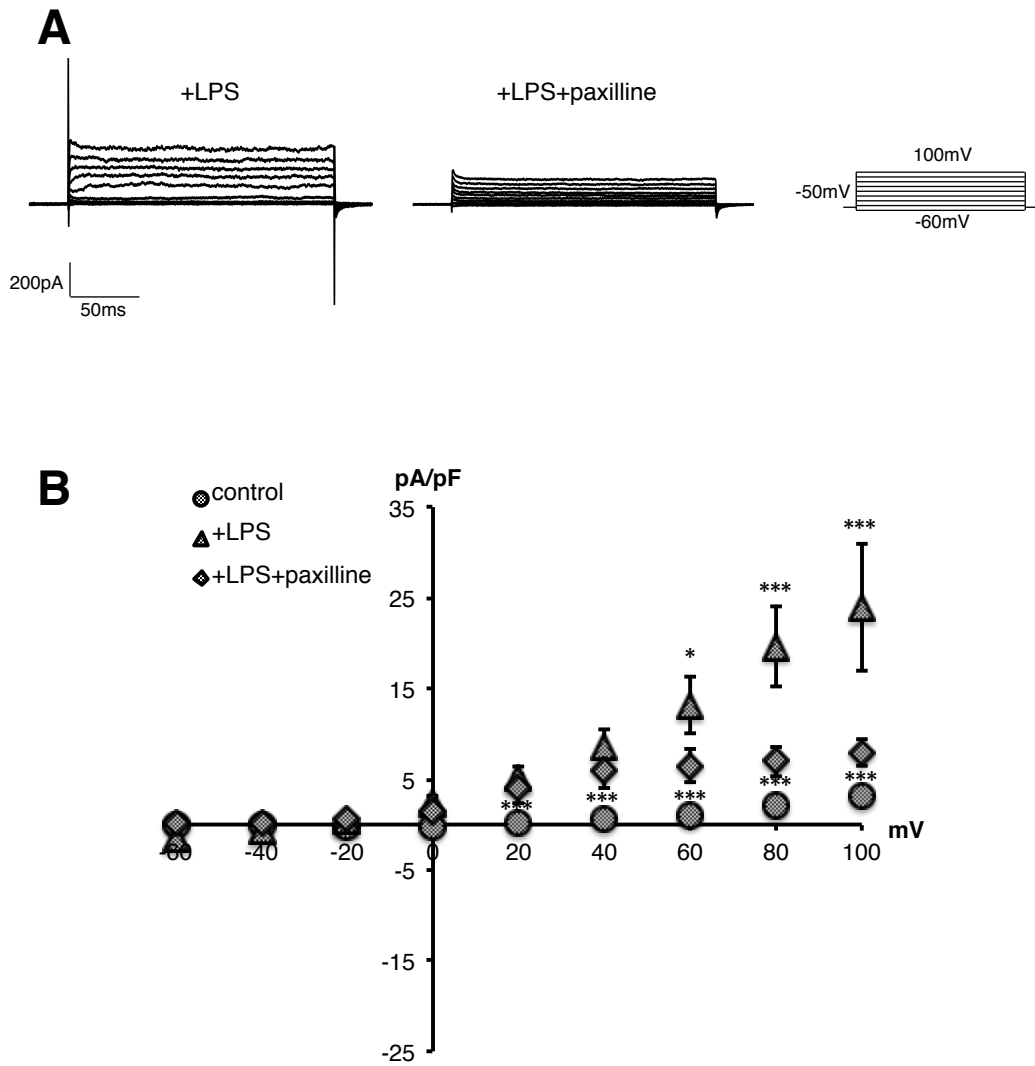 A
+LPS
+LPS+paxilline
100mV
-50mV
-60mV
200pA
50ms
B
pA/pF
control
+LPS
+LPS+paxilline
35
25
15
5
-5
-15
-25
***
***
*
***
***
***
***
***
-60
-40
-20
0
20
40
60
80
100
mV